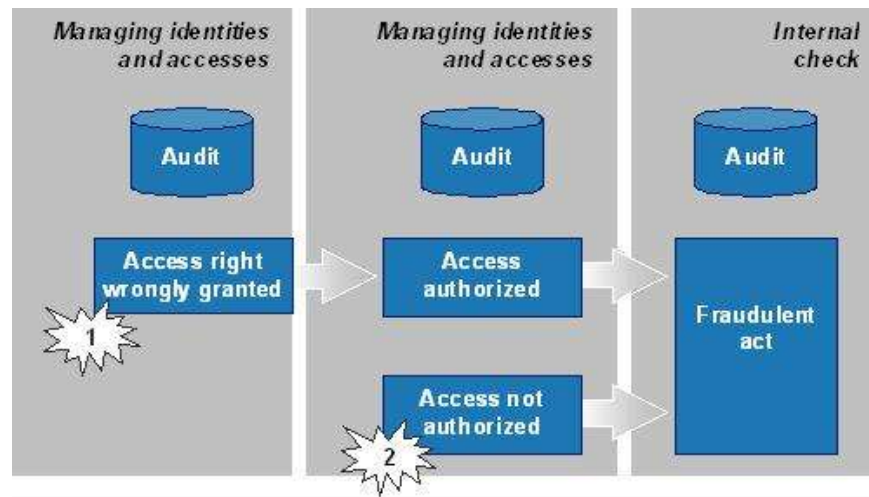 Managing identities
and accesses
Managing identities
and accesses
Internal
check
Audit
Audit
Audit
Access right
wrongly granted
1
Access
authorized
Access not
authorized
2
Fraudulent
act